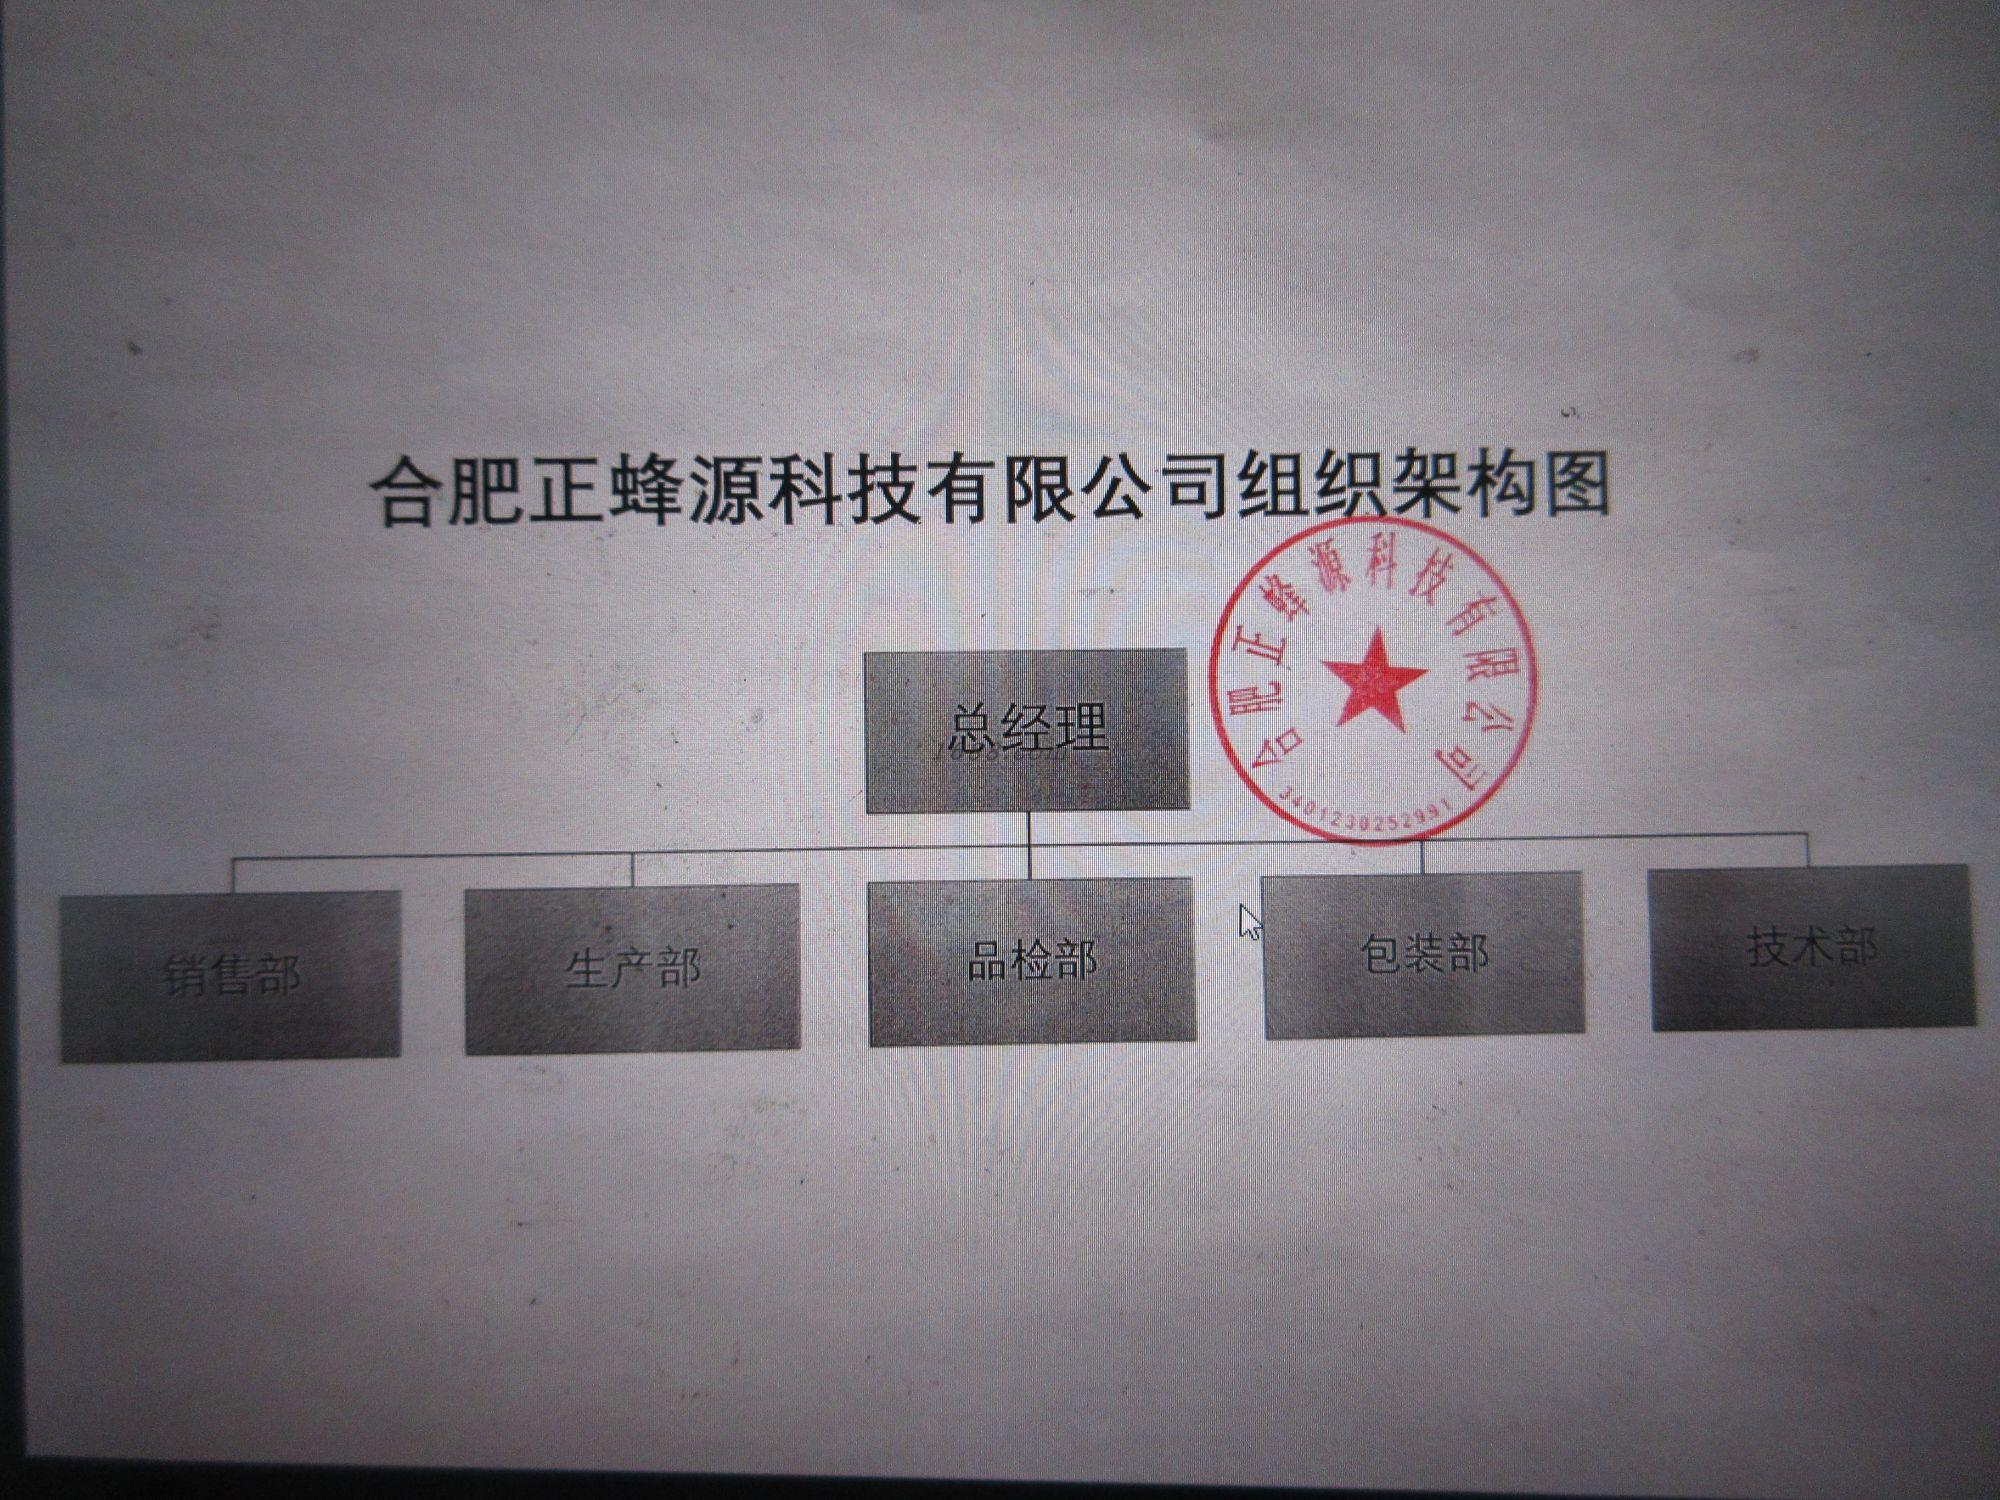 合肥正蜂源科技有限公司组织架构图
合肥正蜂源科技有限公司
3401230252991
总经理
销售部
生产部
品检部
包装部
技术部